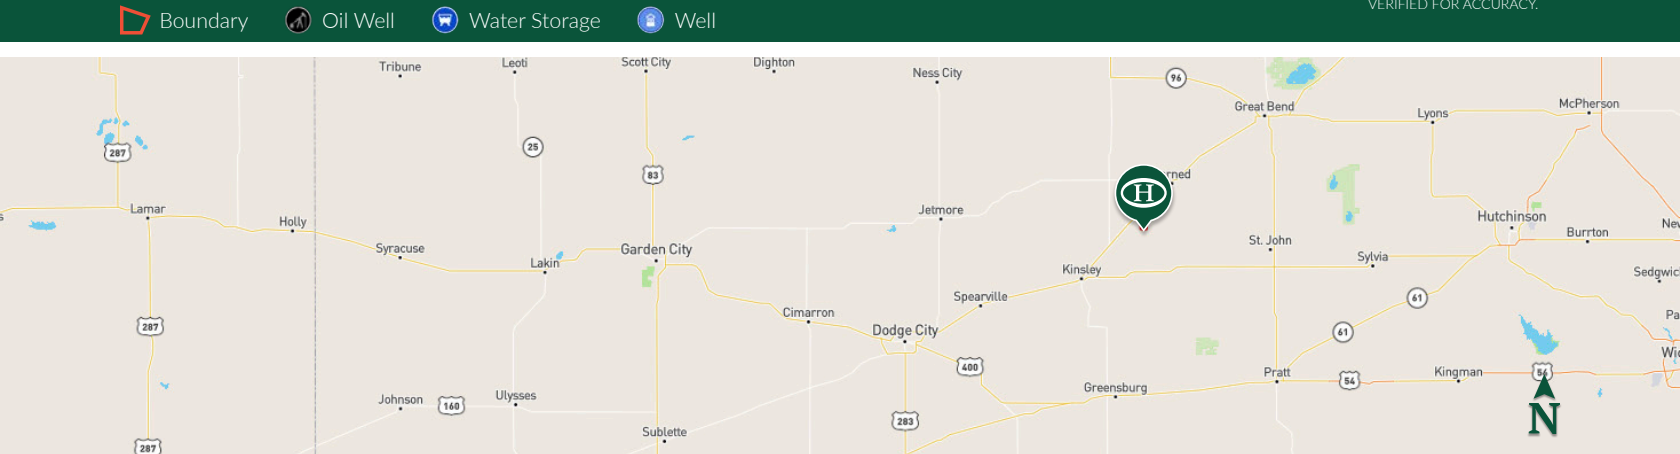 VERIFIED FOR ACCURACY.
Boundary Oil Well Water Storage Well
Tribune
Leoti
Scott City
Dighton
Ness City
96
Great Bend
Lyons
McPherson
287
25
83
H
Lamar
Holly
Jetmore
Hutchinson
Burrton
Syracuse
Garden City
Lakin
St. John
Sylvia
Kinsley
Spearville
61
287
Cimarron
Dodge City
61
400
Pratt
54
Kingman
54
Greensburg
Johnson
160
Ulysses
283
N
Sublette
287